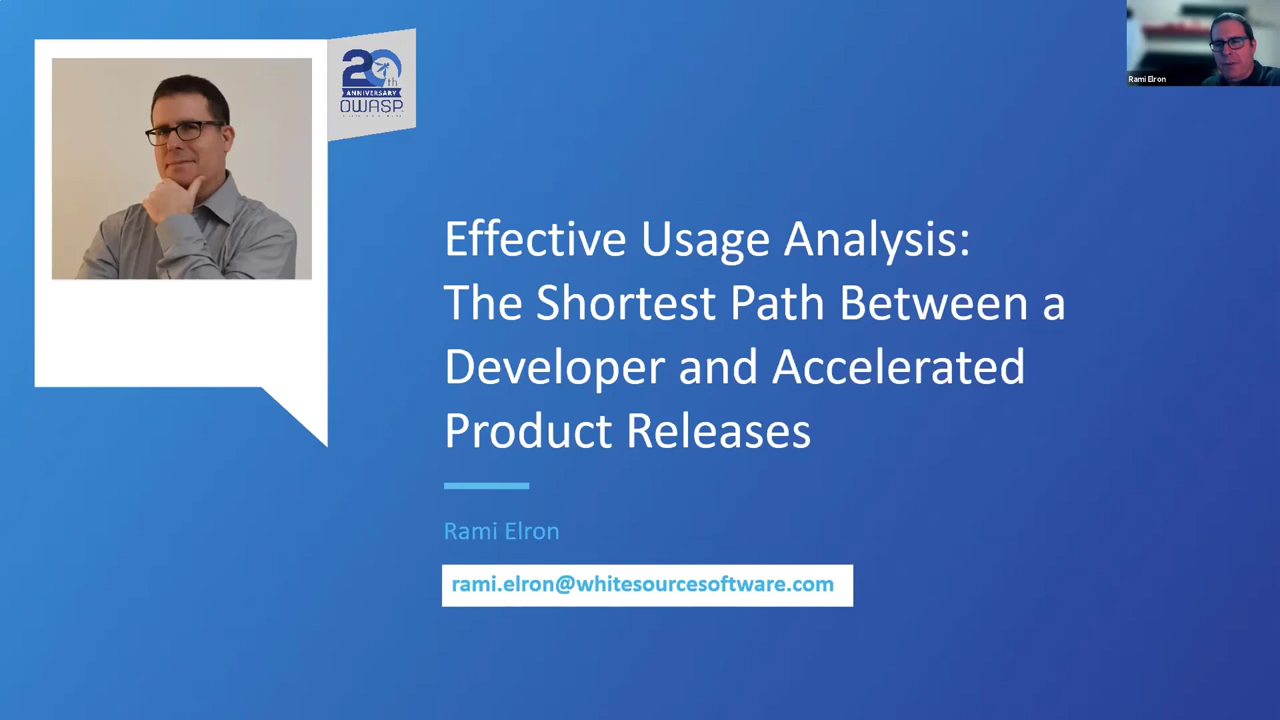 20th
ANNIVERSARY
OWASP
Rami Elron
Effective Usage Analysis:
The Shortest Path Between a
Developer and Accelerated
Product Releases
Rami Elron
rami.elron@whitesourcesoftware.com